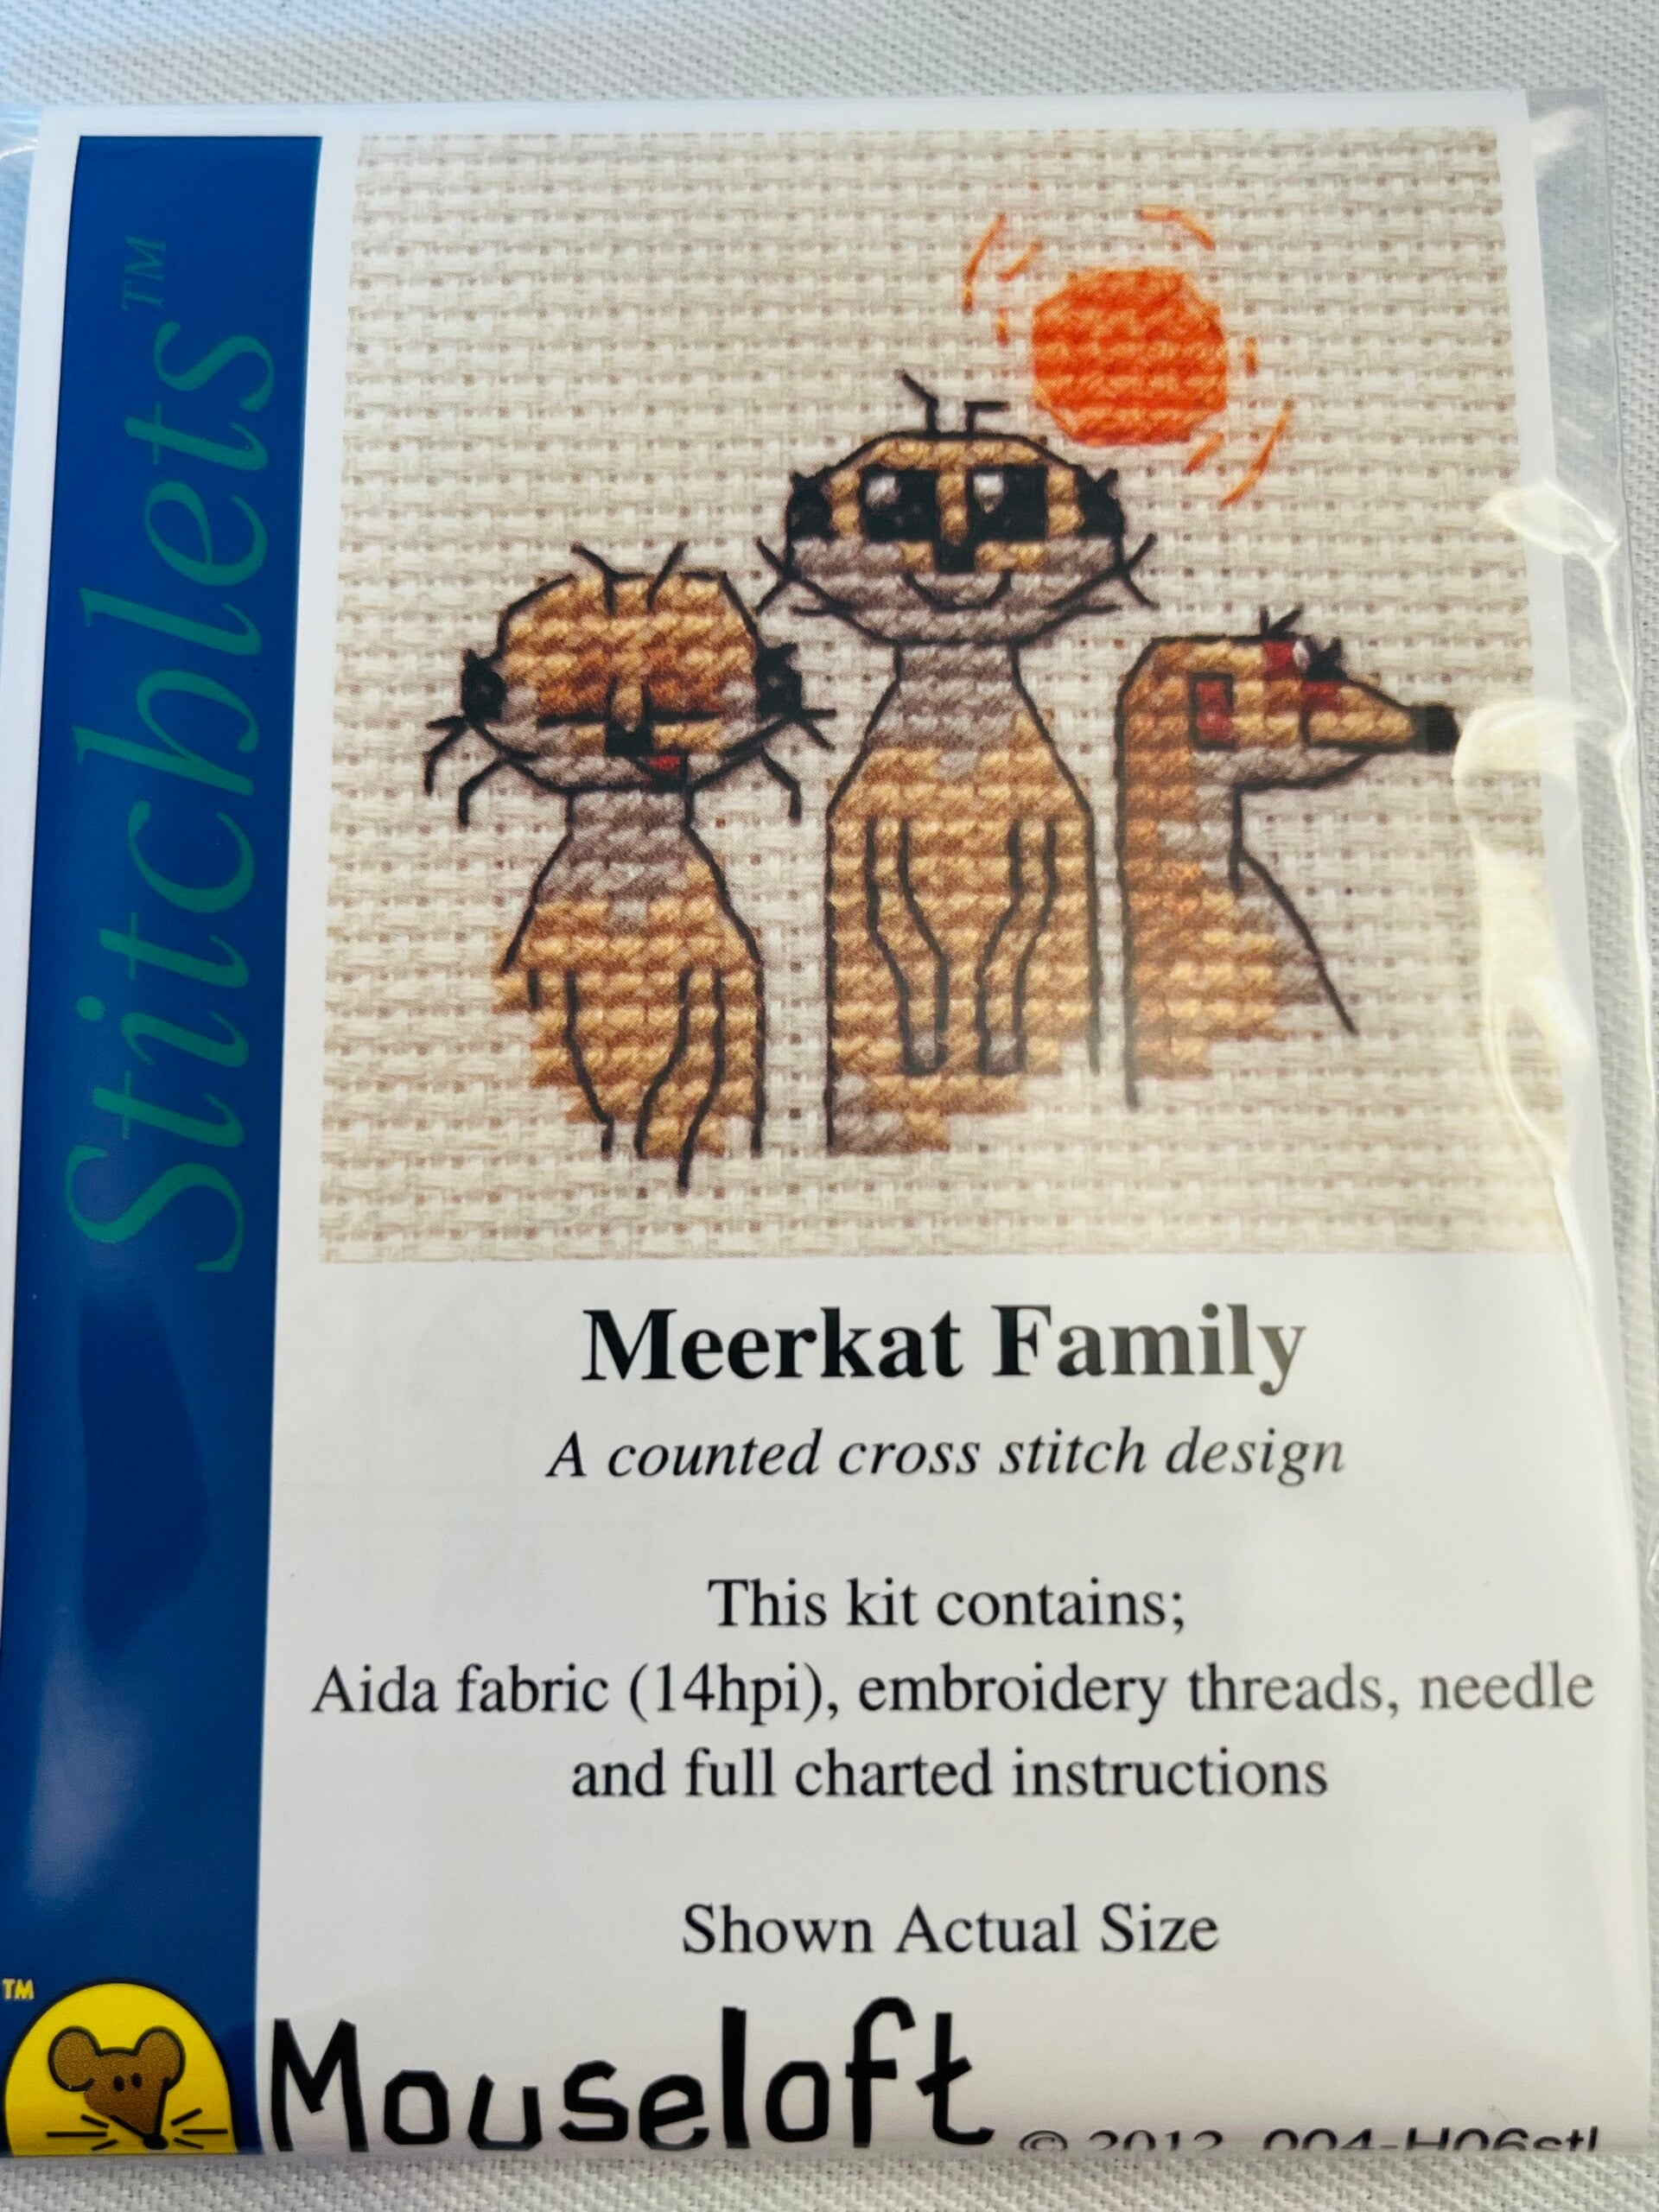 Stitchlets™
Meerkat Family
A counted cross stitch design
This kit contains;
Aida fabric (14hpi), embroidery threads, needle
and full charted instructions
Shown Actual Size
TM
Mouseloft
©